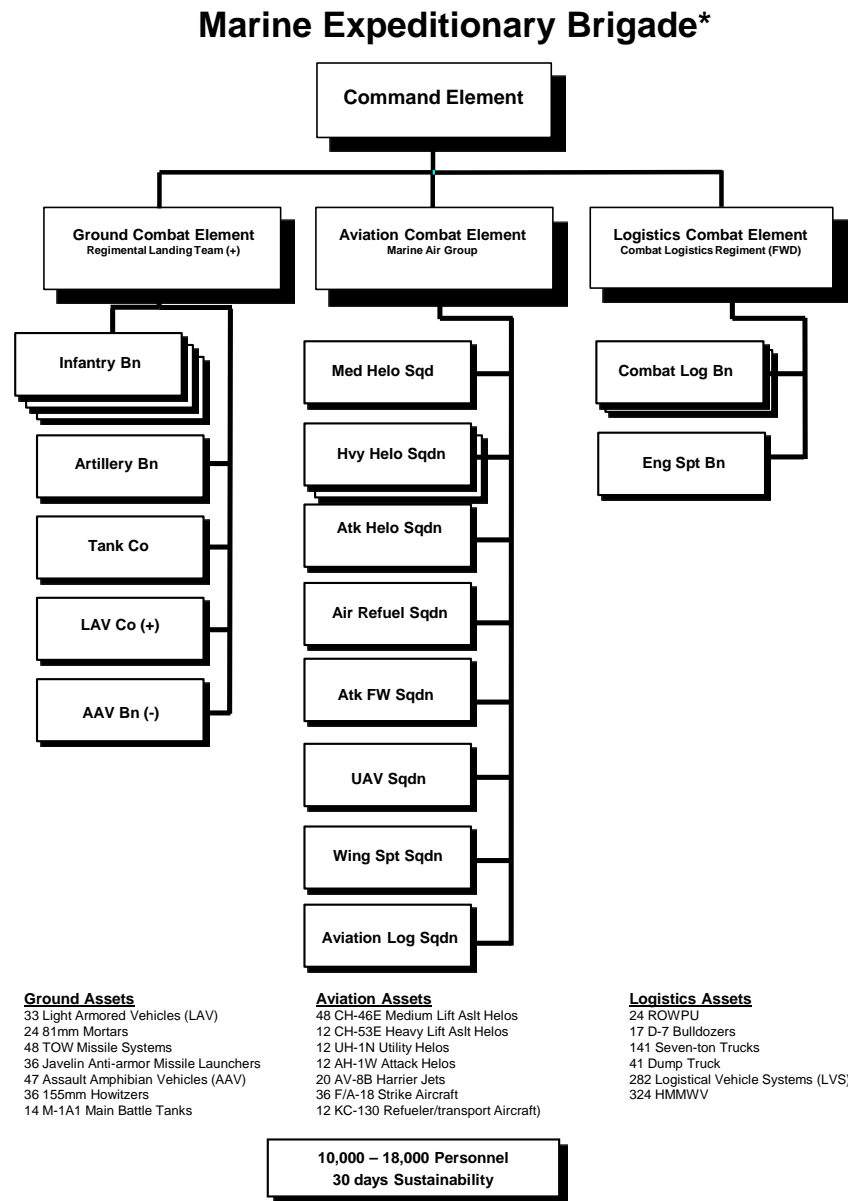 Marine Expeditionary Brigade*
Command Element
Ground Combat Element
Regimental Landing Team (+)
Aviation Combat Element
Marine Air Group
Logistics Combat Element
Combat Logistics Regiment (FWD)
Infantry Bn
Artillery Bn
Tank Co
LAV Co (+)
AAV Bn (-)
Med Helo Sqd
Hvy Helo Sqdn
Atk Helo Sqdn
Air Refuel Sqdn
Atk FW Sqdn
UAV Sqdn
Wing Spt Sqdn
Aviation Log Sqdn
Combat Log Bn
Eng Spt Bn
Ground Assets
33 Light Armored Vehicles (LAV)
24 81mm Mortars
48 TOW Missile Systems
36 Javelin Anti-armor Missile Launchers
47 Assault Amphibian Vehicles (AAV)
36 155mm Howitzers
14 M-1A1 Main Battle Tanks
Aviation Assets
48 CH-46E Medium Lift Aslt Helos
12 CH-53E Heavy Lift Aslt Helos
12 UH-1N Utility Helos
12 AH-1W Attack Helos
20 AV-8B Harrier Jets
36 F/A-18 Strike Aircraft
12 KC-130 Refueler/transport Aircraft)
Logistics Assets
24 ROWPU
17 D-7 Bulldozers
141 Seven-ton Trucks
41 Dump Truck
282 Logistical Vehicle Systems (LVS)
324 HMMWV
10,000 – 18,000 Personnel
30 days Sustainability